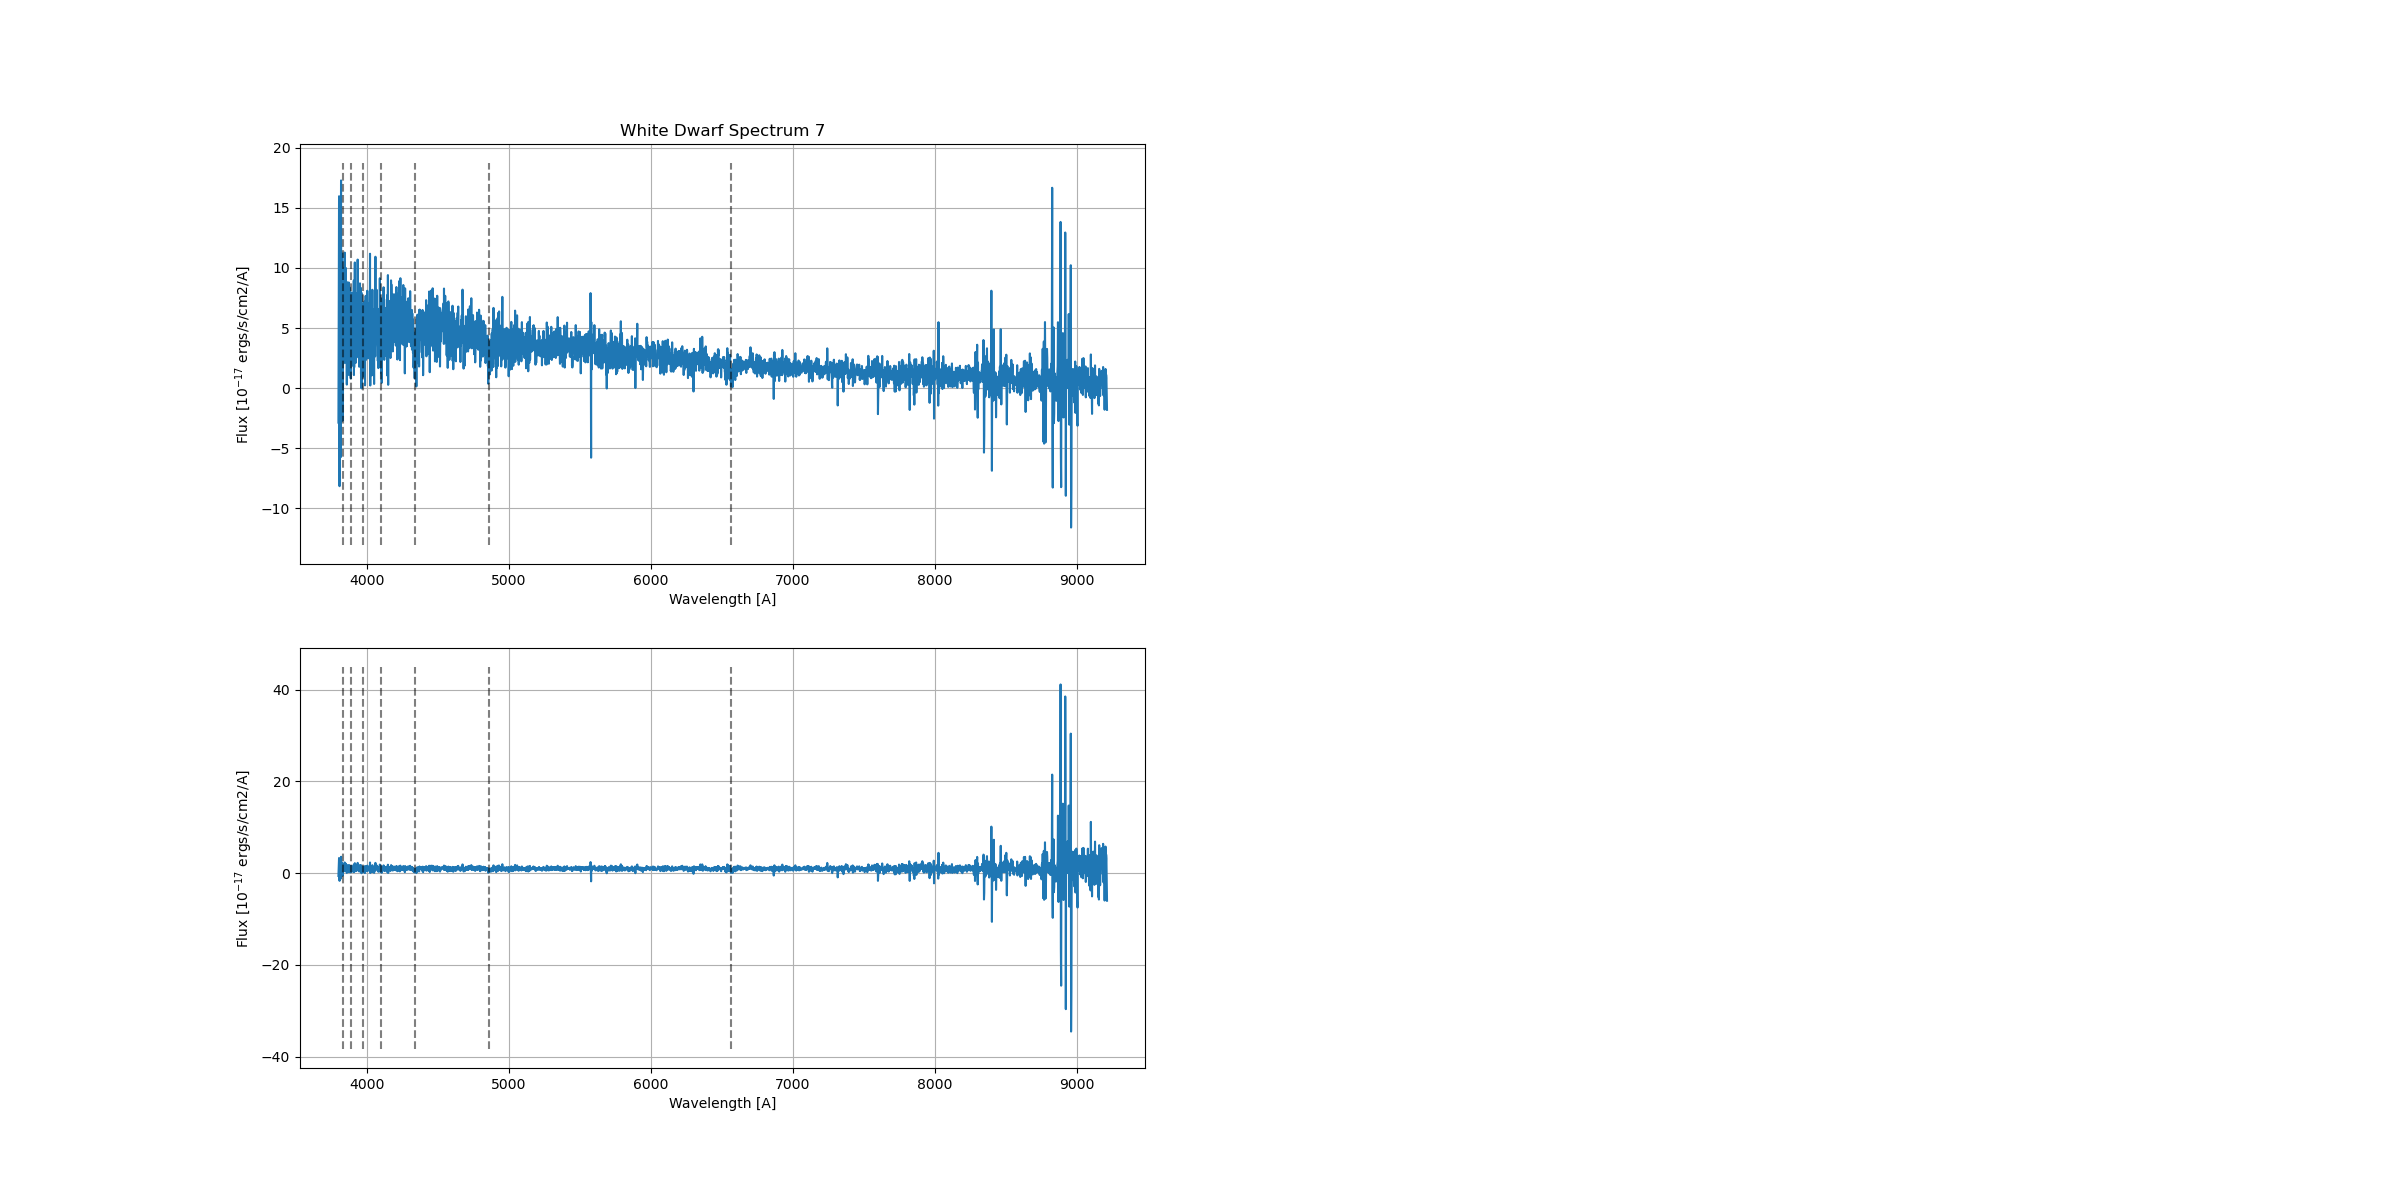 White Dwarf Spectrum 7
20
15
10
5
0
−5
−10
Flux [10⁻¹⁷ ergs/s/cm2/A]
4000 5000 6000 7000 8000 9000
Wavelength [A]
40
20
0
−20
−40
Flux [10⁻¹⁷ ergs/s/cm2/A]
4000 5000 6000 7000 8000 9000
Wavelength [A]